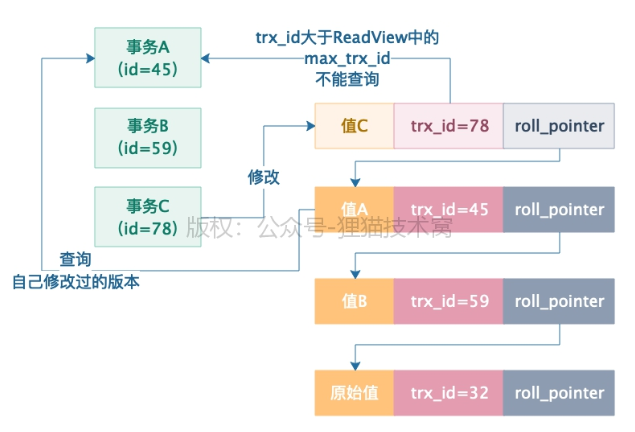 事务A
(id=45)
trx_id大于ReadView中的
max_trx_id
不能查询
事务B
(id=59)
值C
trx_id=78
roll_pointer
修改
事务C
(id=78)
值A
trx_id=45
roll_pointer
版权：公众号-狸猫技术窝
查询
自己修改过的版本
值B
trx_id=59
roll_pointer
原始值
trx_id=32
roll_pointer